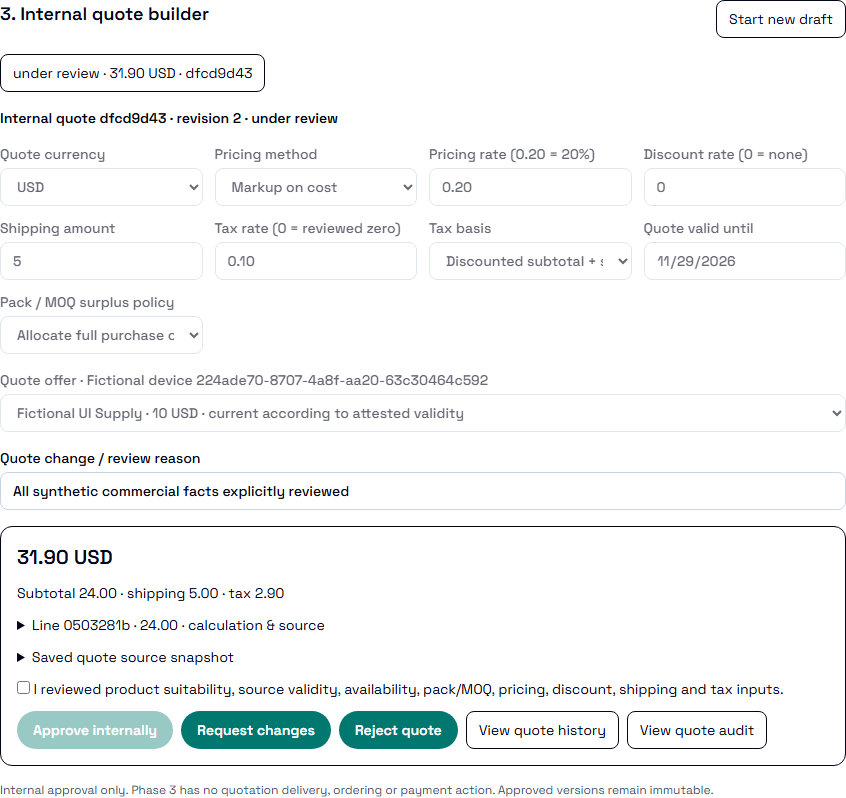 3. Internal quote builder
Start new draft
under review · 31.90 USD · dfcd9d43
Internal quote dfcd9d43 · revision 2 · under review
Quote currency
Pricing method
Pricing rate (0.20 = 20%)
Discount rate (0 = none)
USD
Markup on cost
0.20
0
Shipping amount
Tax rate (0 = reviewed zero)
Tax basis
Quote valid until
5
0.10
Discounted subtotal + s
11/29/2026
Pack / MOQ surplus policy
Allocate full purchase c
Quote offer · Fictional device 224ade70-8707-4a8f-aa20-63c30464c592
Fictional UI Supply · 10 USD · current according to attested validity
Quote change / review reason
All synthetic commercial facts explicitly reviewed
31.90 USD
Subtotal 24.00 · shipping 5.00 · tax 2.90
Line 0503281b · 24.00 · calculation & source
Saved quote source snapshot
I reviewed product suitability, source validity, availability, pack/MOQ, pricing, discount, shipping and tax inputs.
Approve internally
Request changes
Reject quote
View quote history
View quote audit
Internal approval only. Phase 3 has no quotation delivery, ordering or payment action. Approved versions remain immutable.